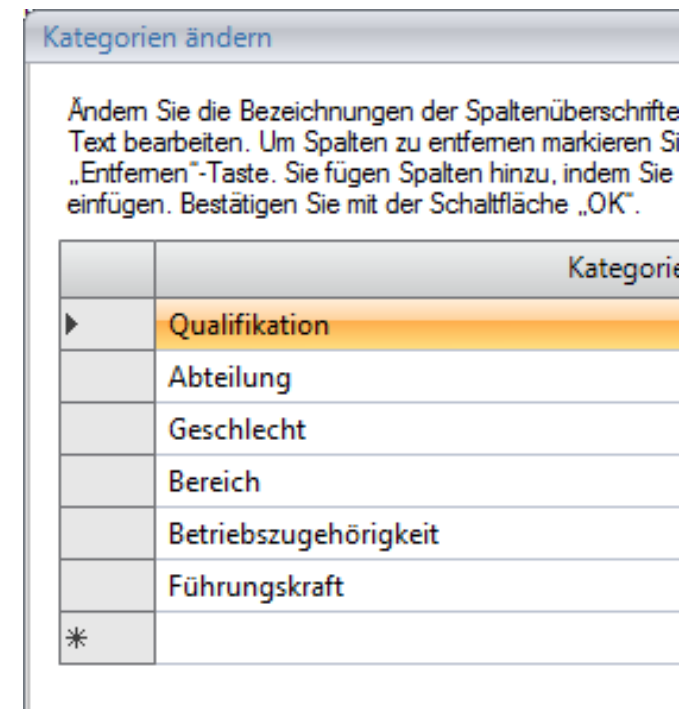 Kategorien ändern
Ändern Sie die Bezeichnungen der Spaltenüberschrifte
Text bearbeiten. Um Spalten zu entfernen markieren Si
„Entfernen"-Taste. Sie fügen Spalten hinzu, indem Sie
einfügen. Bestätigen Sie mit der Schaltfläche „OK".
Kategorie
Qualifikation
Abteilung
Geschlecht
Bereich
Betriebszugehörigkeit
Führungskraft